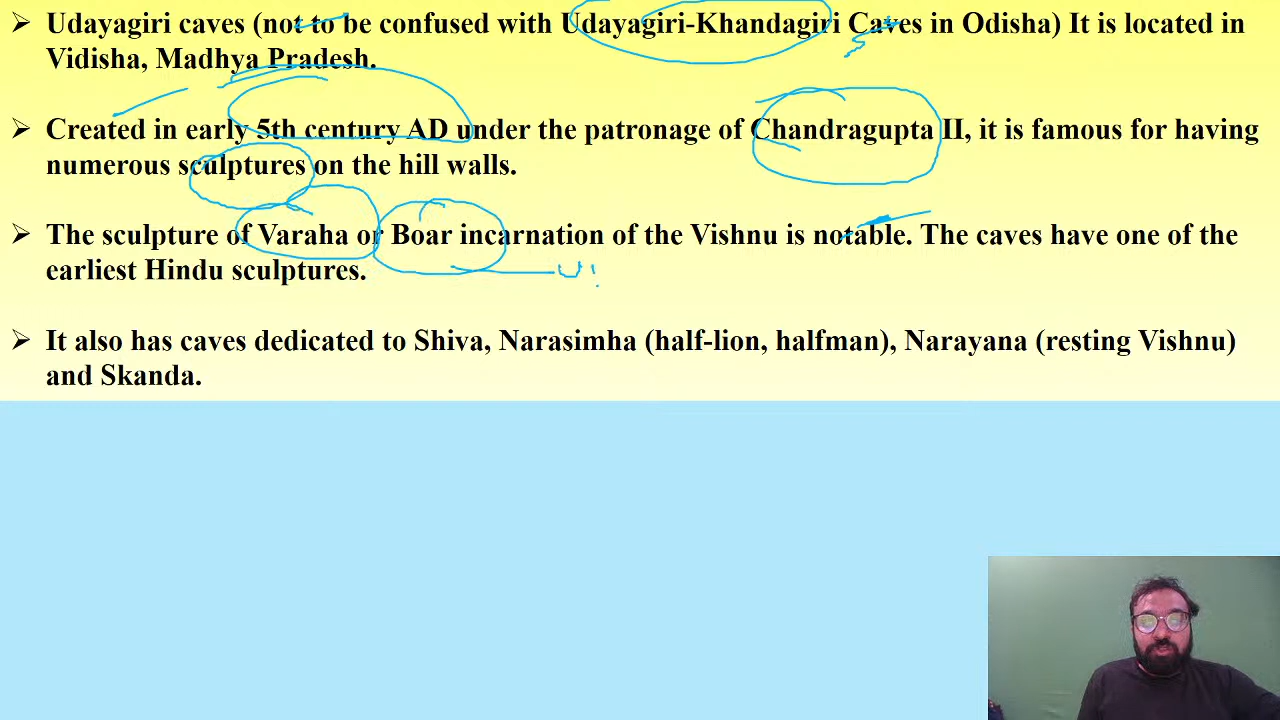 ➢ Udayagiri caves (not to be confused with Udayagiri-Khandagiri Caves in Odisha) It is located in
Vidisha, Madhya Pradesh.
➢ Created in early 5th century AD under the patronage of Chandragupta II, it is famous for having
numerous sculptures on the hill walls.
➢ The sculpture of Varaha or Boar incarnation of the Vishnu is notable. The caves have one of the
earliest Hindu sculptures.
➢ It also has caves dedicated to Shiva, Narasimha (half-lion, halfman), Narayana (resting Vishnu)
and Skanda.